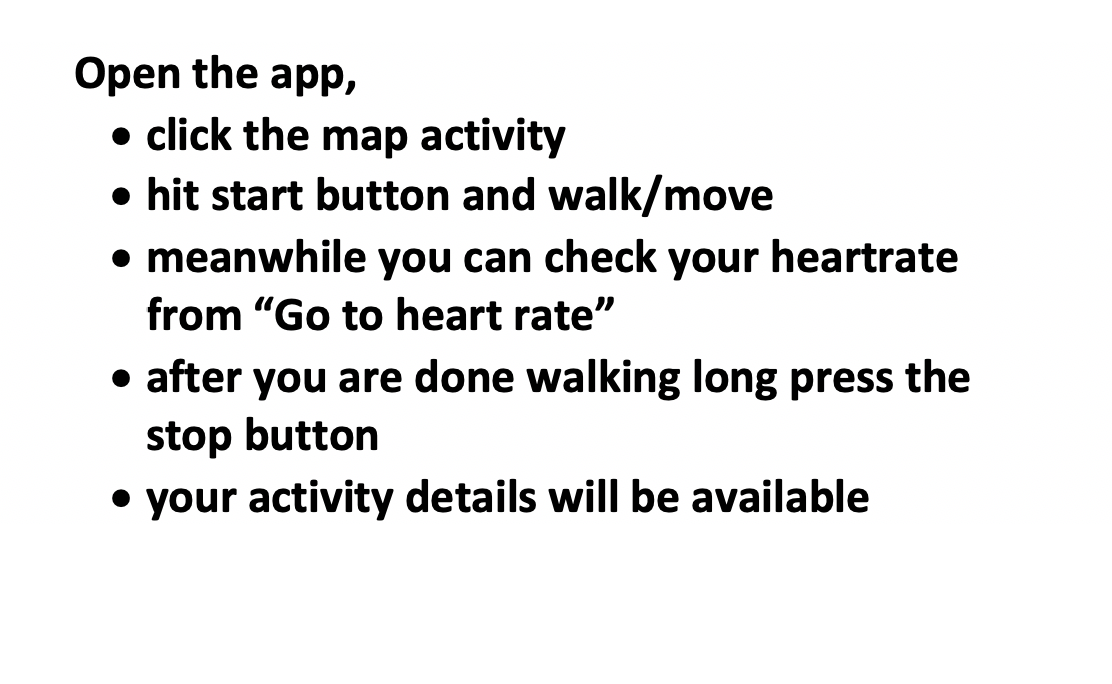 Open the app,
• click the map activity
• hit start button and walk/move
• meanwhile you can check your heartrate
from “Go to heart rate”
• after you are done walking long press the
stop button
• your activity details will be available